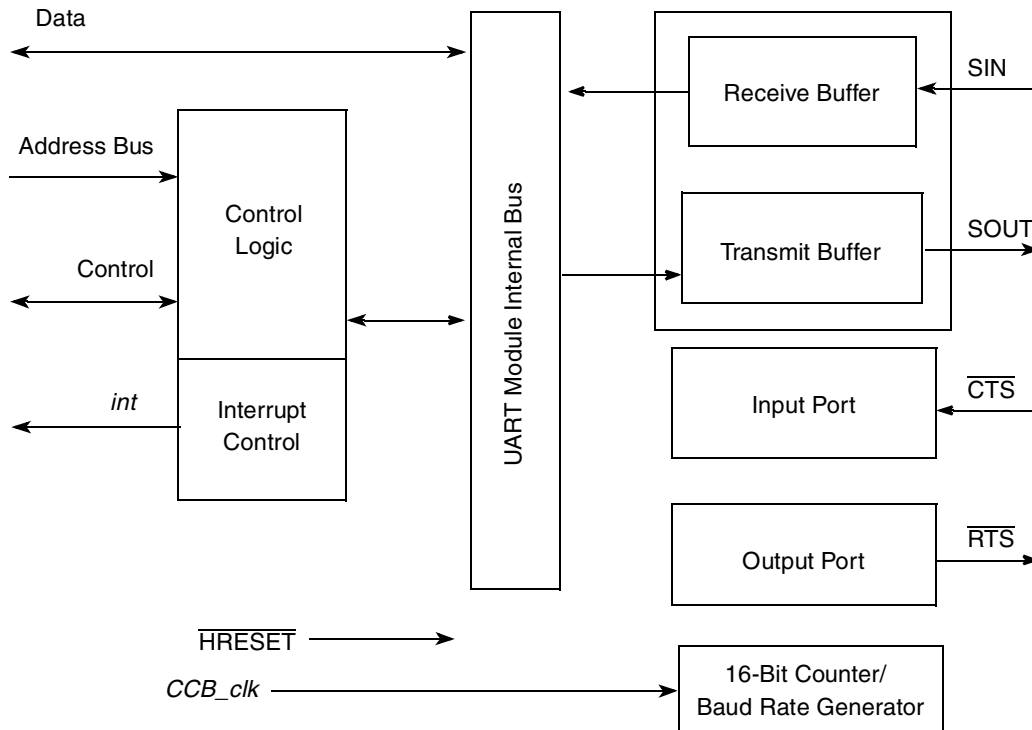 Data
Address Bus
Control
int
Control
Logic
Interrupt
Control
UART Module Internal Bus
Receive Buffer
SIN
Transmit Buffer
SOUT
Input Port
CTS
Output Port
RTS
HRESET
CCB_clk
16-Bit Counter/
Baud Rate Generator